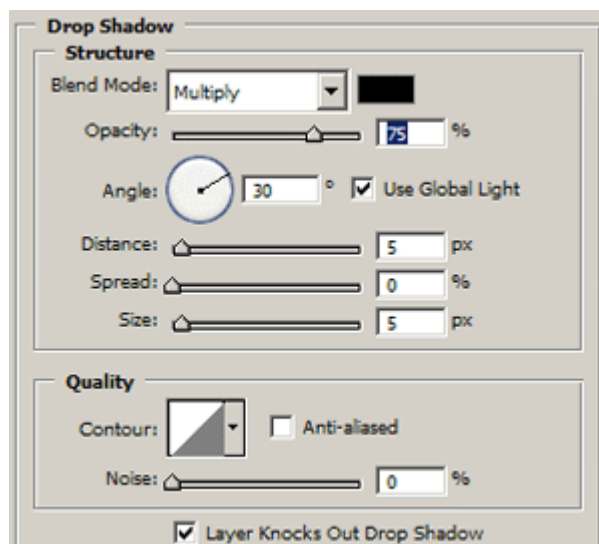 Drop Shadow
Structure
Blend Mode: Multiply
Opacity: 75 %
Angle: 30 ° Use Global Light
Distance: 5 px
Spread: 0 %
Size: 5 px
Quality
Contour: Anti-aliased
Noise: 0 %
Layer Knocks Out Drop Shadow